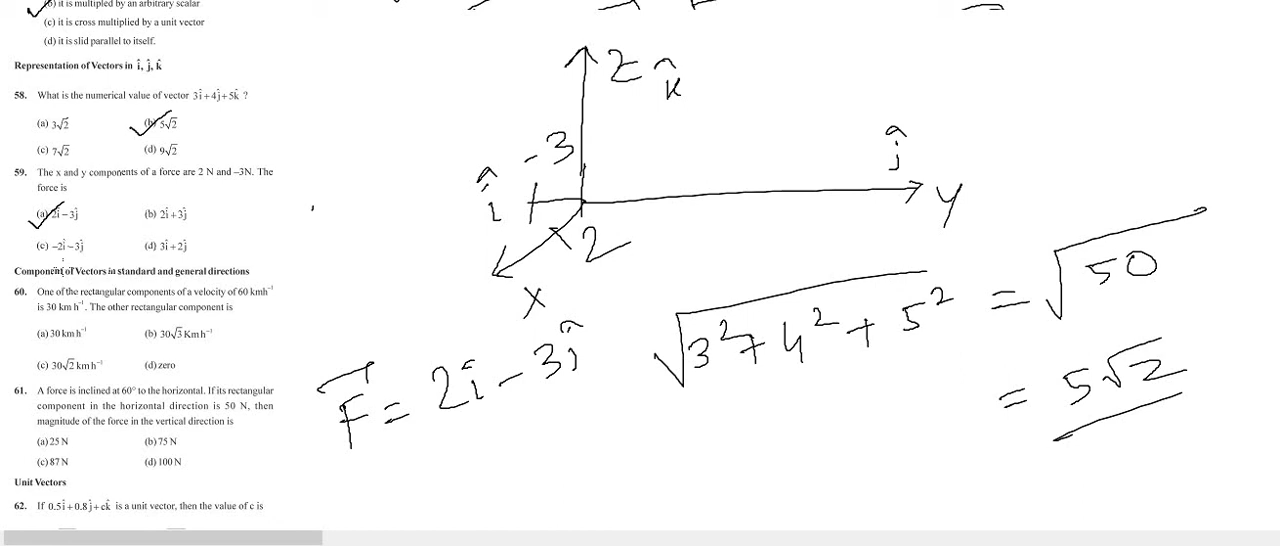 (b) it is multipled by an arbitrary scalar
(c) it is cross multiplied by a unit vector
(d) it is slid parallel to itself.
Representation of Vectors in î, ĵ, k̂
58. What is the numerical value of vector 3î+4ĵ+5k̂ ?
(a) 3√2 (b) 5√2
(c) 7√2 (d) 9√2
59. The x and y components of a force are 2 N and –3N. The
force is
(a) 2î – 3ĵ (b) 2î +3ĵ
(c) –2î –3ĵ (d) 3î +2ĵ
Component of Vectors in standard and general directions
60. One of the rectangular components of a velocity of 60 kmh⁻¹
is 30 km h⁻¹. The other rectangular component is
(a) 30 km h⁻¹ (b) 30√3 Km h⁻¹
(c) 30√2 km h⁻¹ (d) zero
61. A force is inclined at 60° to the horizontal. If its rectangular
component in the horizontal direction is 50 N, then
magnitude of the force in the vertical direction is
(a) 25 N (b) 75 N
(c) 87 N (d) 100 N
Unit Vectors
62. If 0.5î+0.8ĵ+ck̂ is a unit vector, then the value of c is
Z k̂
-3
ĵ
î
y
2
X
F⃗ = 2î - 3ĵ
√3²+4²+5² = √50
= 5√2